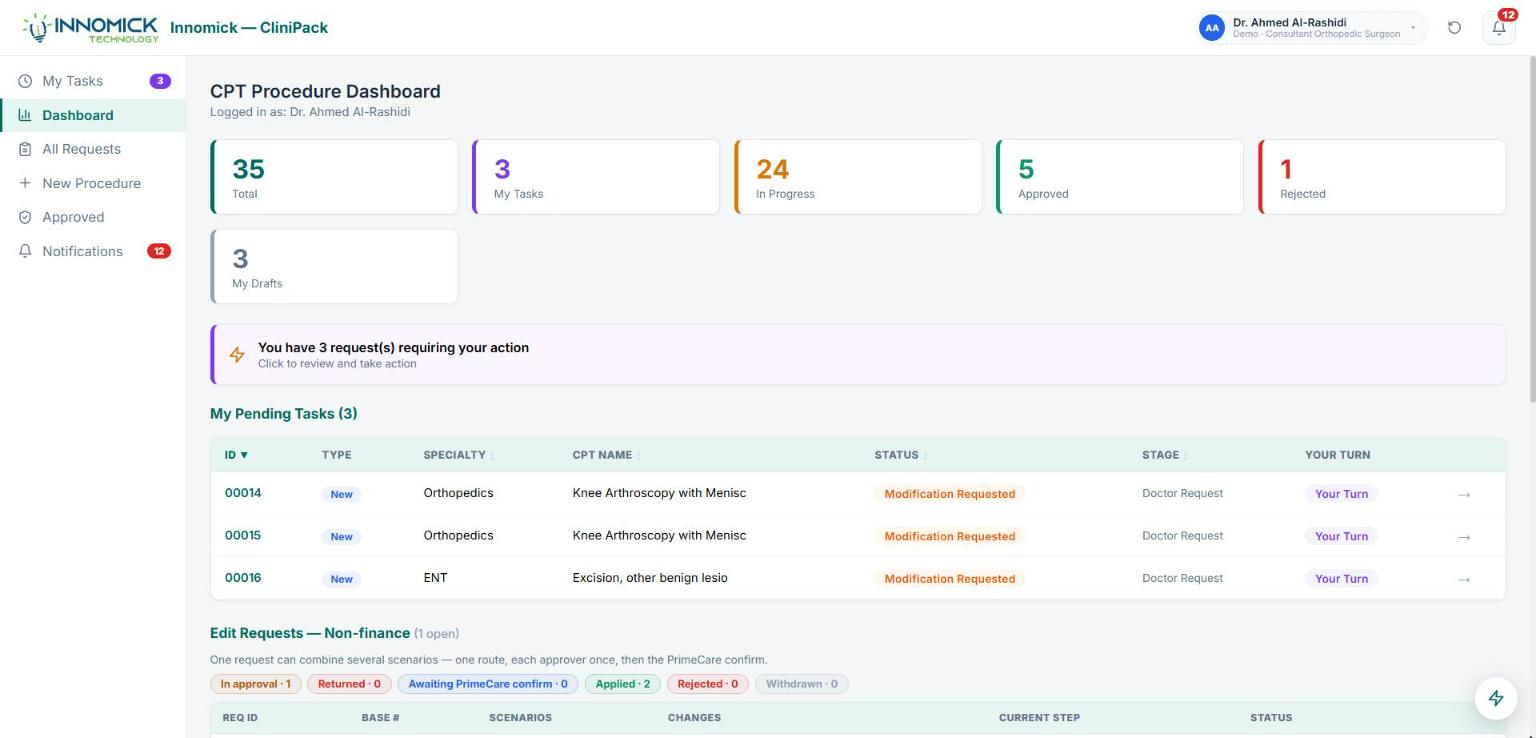 INNOMICK
TECHNOLOGY
Innomick — CliniPack
AA
Dr. Ahmed Al-Rashidi
Demo · Consultant Orthopedic Surgeon
12
My Tasks 3
Dashboard
All Requests
New Procedure
Approved
Notifications 12
CPT Procedure Dashboard
Logged in as: Dr. Ahmed Al-Rashidi
35
Total
3
My Tasks
24
In Progress
5
Approved
1
Rejected
3
My Drafts
You have 3 request(s) requiring your action
Click to review and take action
My Pending Tasks (3)
ID ▼ TYPE SPECIALTY ↕ CPT NAME ↕ STATUS ↕ STAGE ↕ YOUR TURN
00014 New Orthopedics Knee Arthroscopy with Menisc Modification Requested Doctor Request Your Turn →
00015 New Orthopedics Knee Arthroscopy with Menisc Modification Requested Doctor Request Your Turn →
00016 New ENT Excision, other benign lesio Modification Requested Doctor Request Your Turn →
Edit Requests — Non-finance (1 open)
One request can combine several scenarios — one route, each approver once, then the PrimeCare confirm.
In approval · 1 Returned · 0 Awaiting PrimeCare confirm · 0 Applied · 2 Rejected · 0 Withdrawn · 0
REQ ID BASE # SCENARIOS CHANGES CURRENT STEP STATUS